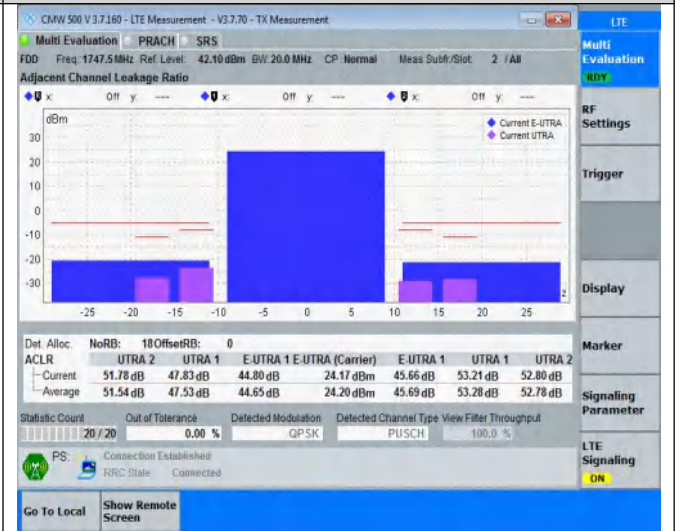 CMW 500 V 3.7.160 - LTE Measurement - V3.7.70 - TX Measurement
LTE
Multi Evaluation PRACH SRS
Multi Evaluation
RDY
FDD Freq.:1747.5 MHz Ref. Level: 42.10 dBm BW: 20.0 MHz CP: Normal Meas Subfr./Slot: 2 / All
Adjacent Channel Leakage Ratio
x: Off y: --- x: Off y: --- x: Off y: ---
dBm
Current E-UTRA
Current UTRA
30
20
10
0
-10
-20
-30
z
-25 -20 -15 -10 -5 0 5 10 15 20 25
RF Settings
Trigger
Display
Marker
Signaling Parameter
LTE Signaling
ON
Det. Alloc. NoRB: 18 OffsetRB: 0
ACLR UTRA 2 UTRA 1 E-UTRA 1 E-UTRA (Carrier) E-UTRA 1 UTRA 1 UTRA 2
Current 51.78 dB 47.83 dB 44.80 dB 24.17 dBm 45.66 dB 53.21 dB 52.80 dB
Average 51.54 dB 47.53 dB 44.65 dB 24.20 dBm 45.69 dB 53.28 dB 52.78 dB
Statistic Count Out of Tolerance Detected Modulation Detected Channel Type View Filter Throughput
20 / 20 0.00 % QPSK PUSCH 100.0 %
PS: Connection Established
RRC State Connected
Go To Local
Show Remote Screen